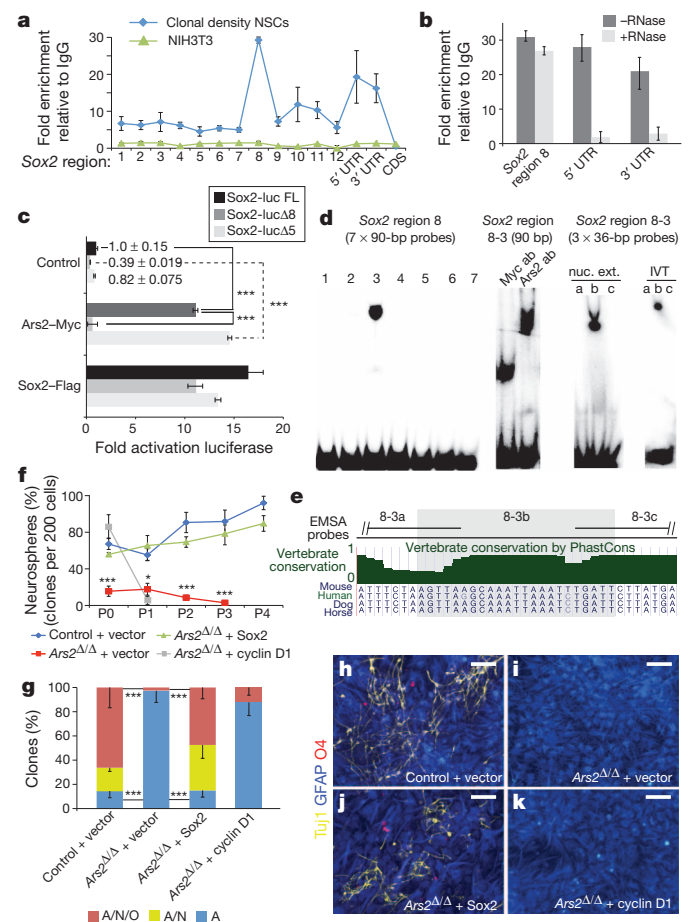 a
Clonal density NSCs
NIH3T3
Fold enrichment
relative to IgG
30
20
10
0
Sox2 region:
1 2 3 4 5 6 7 8 9 10 11 12 5′ UTR 3′ UTR CDS
b
–RNase
+RNase
Fold enrichment
relative to IgG
30
20
10
0
Sox2
region 8
5′ UTR
3′ UTR
c
Sox2-luc FL
Sox2-lucΔ8
Sox2-lucΔ5
Control
1.0 ± 0.15
0.39 ± 0.019
0.82 ± 0.075
***
***
***
Ars2–Myc
Sox2–Flag
0 5 10 15 20
Fold activation luciferase
d
Sox2 region 8
(7 × 90-bp probes)
1 2 3 4 5 6 7
Sox2 region
8-3 (90 bp)
Myc ab
Ars2 ab
Sox2 region 8-3
(3 × 36-bp probes)
nuc. ext.
a b c
IVT
a b c
e
EMSA
probes
8-3a
8-3b
8-3c
Vertebrate conservation by PhastCons
Vertebrate
conservation
1
0
Mouse
Human
Dog
Horse
ATTTCTAAGTTAAGCAAATTAAATCTGATTCTTATGA
f
Neurospheres (%)
(clones per 200 cells)
100
60
20
0
***
*
***
***
P0 P1 P2 P3 P4
Control + vector
Ars2Δ/Δ + Sox2
Ars2Δ/Δ + vector
Ars2Δ/Δ + cyclin D1
g
Clones (%)
100
80
60
40
20
0
*** ***
*** ***
Control + vector
Ars2Δ/Δ + vector
Ars2Δ/Δ + Sox2
Ars2Δ/Δ + cyclin D1
A/N/O
A/N
A
Tuj1 GFAP O4
h
Control + vector
i
Ars2Δ/Δ + vector
j
Ars2Δ/Δ + Sox2
k
Ars2Δ/Δ + cyclin D1